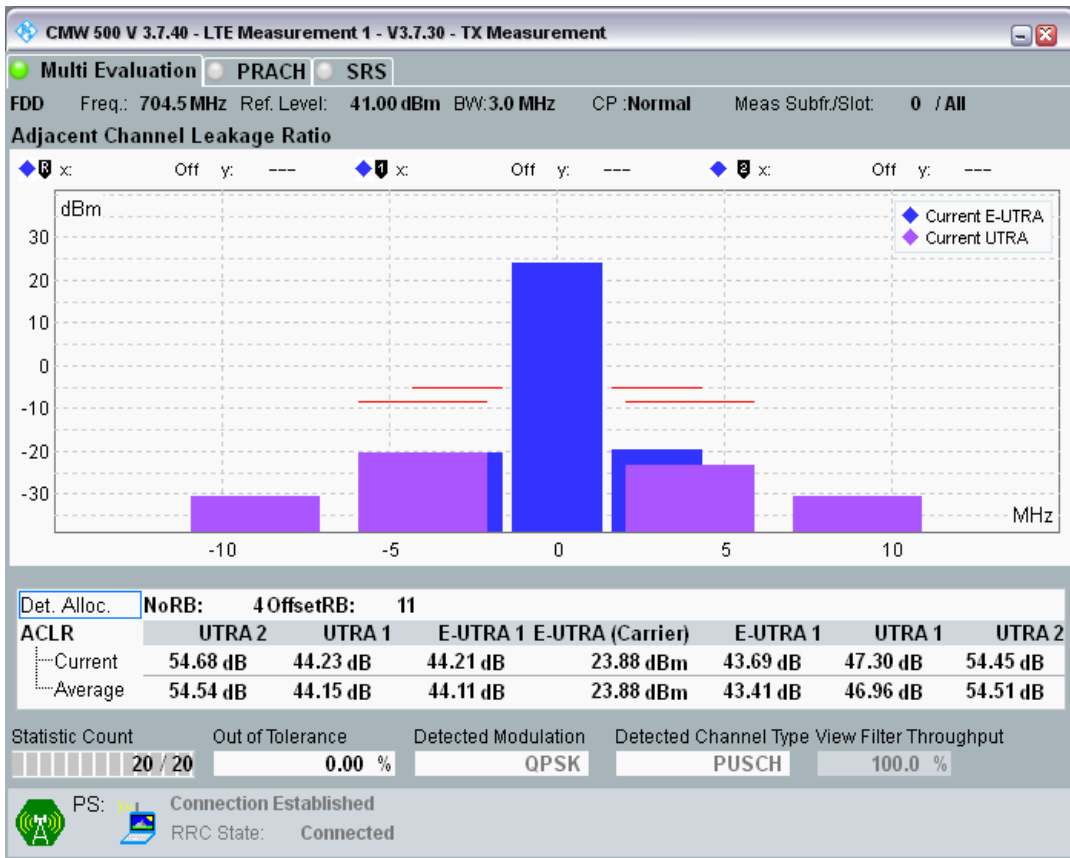 CMW 500 V 3.7.40 - LTE Measurement 1 - V3.7.30 - TX Measurement
Multi Evaluation PRACH SRS
FDD Freq.: 704.5 MHz Ref. Level: 41.00 dBm BW: 3.0 MHz CP : Normal Meas Subfr./Slot: 0 / All
Adjacent Channel Leakage Ratio
R x: Off y: --- 1 x: Off y: --- 2 x: Off y: ---
dBm
Current E-UTRA
Current UTRA
30
20
10
0
-10
-20
-30
MHz
-10 -5 0 5 10
Det. Alloc. NoRB: 4 OffsetRB: 11
ACLR UTRA 2 UTRA 1 E-UTRA 1 E-UTRA (Carrier) E-UTRA 1 UTRA 1 UTRA 2
Current 54.68 dB 44.23 dB 44.21 dB 23.88 dBm 43.69 dB 47.30 dB 54.45 dB
Average 54.54 dB 44.15 dB 44.11 dB 23.88 dBm 43.41 dB 46.96 dB 54.51 dB
Statistic Count Out of Tolerance Detected Modulation Detected Channel Type View Filter Throughput
20 / 20 0.00 % QPSK PUSCH 100.0 %
PS: Connection Established
RRC State: Connected